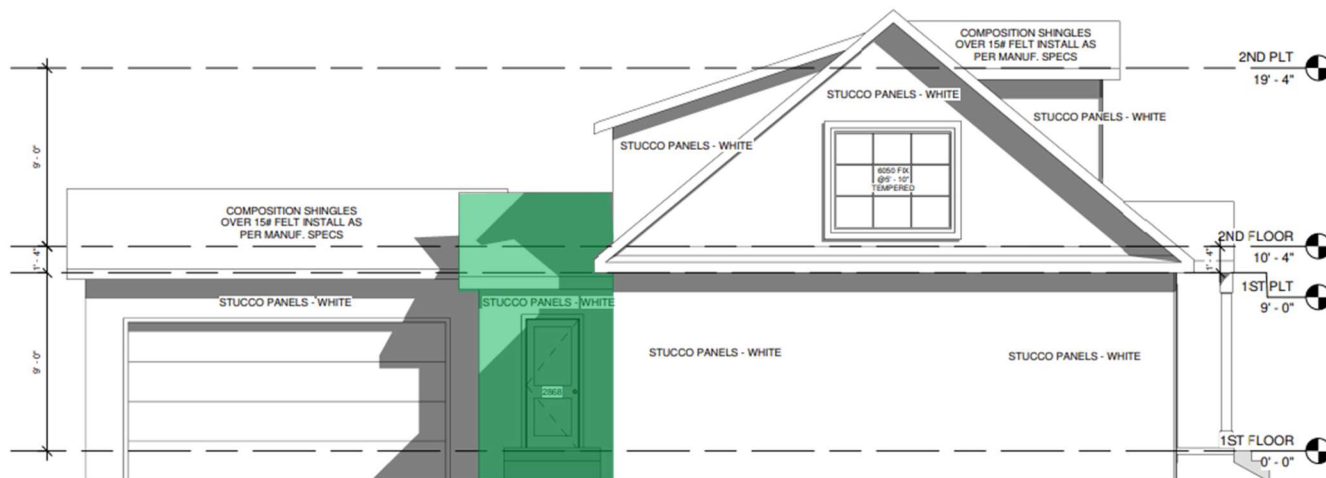 COMPOSITION SHINGLES
OVER 15# FELT INSTALL AS
PER MANUF. SPECS
2ND PLT
19' - 4"
STUCCO PANELS - WHITE
STUCCO PANELS - WHITE
STUCCO PANELS - WHITE
9' - 0"
6050 FIX
@5' - 10"
TEMPERED
COMPOSITION SHINGLES
OVER 15# FELT INSTALL AS
PER MANUF. SPECS
2ND FLOOR
10' - 4"
1' - 4"
1' - 4"
1ST PLT
9' - 0"
STUCCO PANELS - WHITE
STUCCO PANELS - WHITE
STUCCO PANELS - WHITE
STUCCO PANELS - WHITE
9' - 0"
2868
1ST FLOOR
0' - 0"